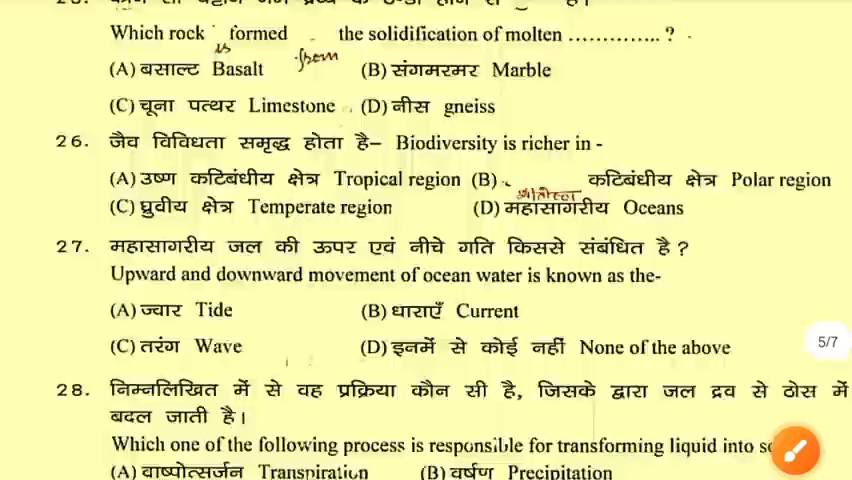 Which rock is formed from the solidification of molten .............. ?
(A) बसाल्ट Basalt (B) संगमरमर Marble
(C) चूना पत्थर Limestone (D) नीस gneiss
26. जैव विविधता समृद्ध होता है– Biodiversity is richer in -
(A) उष्ण कटिबंधीय क्षेत्र Tropical region (B) कटिबंधीय क्षेत्र Polar region
(C) ध्रुवीय क्षेत्र Temperate region (D) महासागरीय Oceans
27. महासागरीय जल की ऊपर एवं नीचे गति किससे संबंधित है ?
Upward and downward movement of ocean water is known as the-
(A) ज्वार Tide (B) धाराएँ Current
(C) तरंग Wave (D) इनमें से कोई नहीं None of the above
5/7
28. निम्नलिखित में से वह प्रक्रिया कौन सी है, जिसके द्वारा जल द्रव से ठोस में
बदल जाती है।
Which one of the following process is responsible for transforming liquid into
(A) वाष्पोत्सर्जन Transpiration (B) वर्षण Precipitation